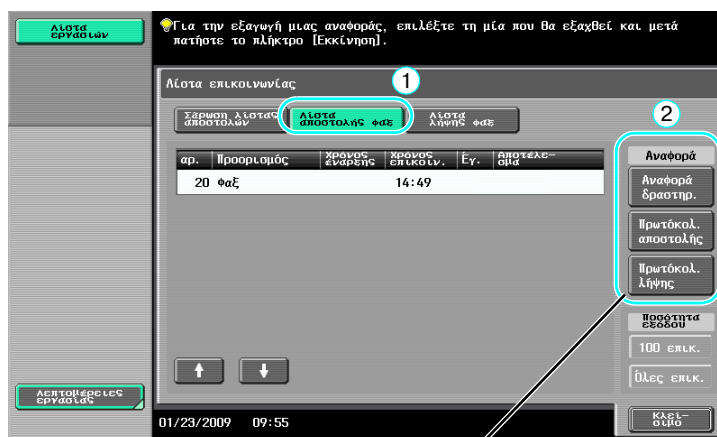 Λίστα
εργασιών
Για την εξαγωγή μιας αναφοράς, επιλέξτε τη μία που θα εξαχθεί και μετά
πατήστε το πλήκτρο [Εκκίνηση].
Λίστα επικοινωνίας
1
Σάρωση λίστας
αποστολών
Λίστα
αποστολής φαξ
Λίστα
λήψης φαξ
2
αρ.
Προορισμός
Χρόνος
έναρξης
Χρόνος
επικοιν.
Έγ.
Αποτέλε-
σμα
20 Φαξ 14:49
Αναφορά
Αναφορά
δραστηρ.
Πρωτόκολ.
αποστολής
Πρωτόκολ.
λήψης
Ποσότητα
εξόδου
100 επικ.
Όλες επικ.
Λεπτομέρειες
εργασίας
01/23/2009 09:55
Κλεί-
σιμο